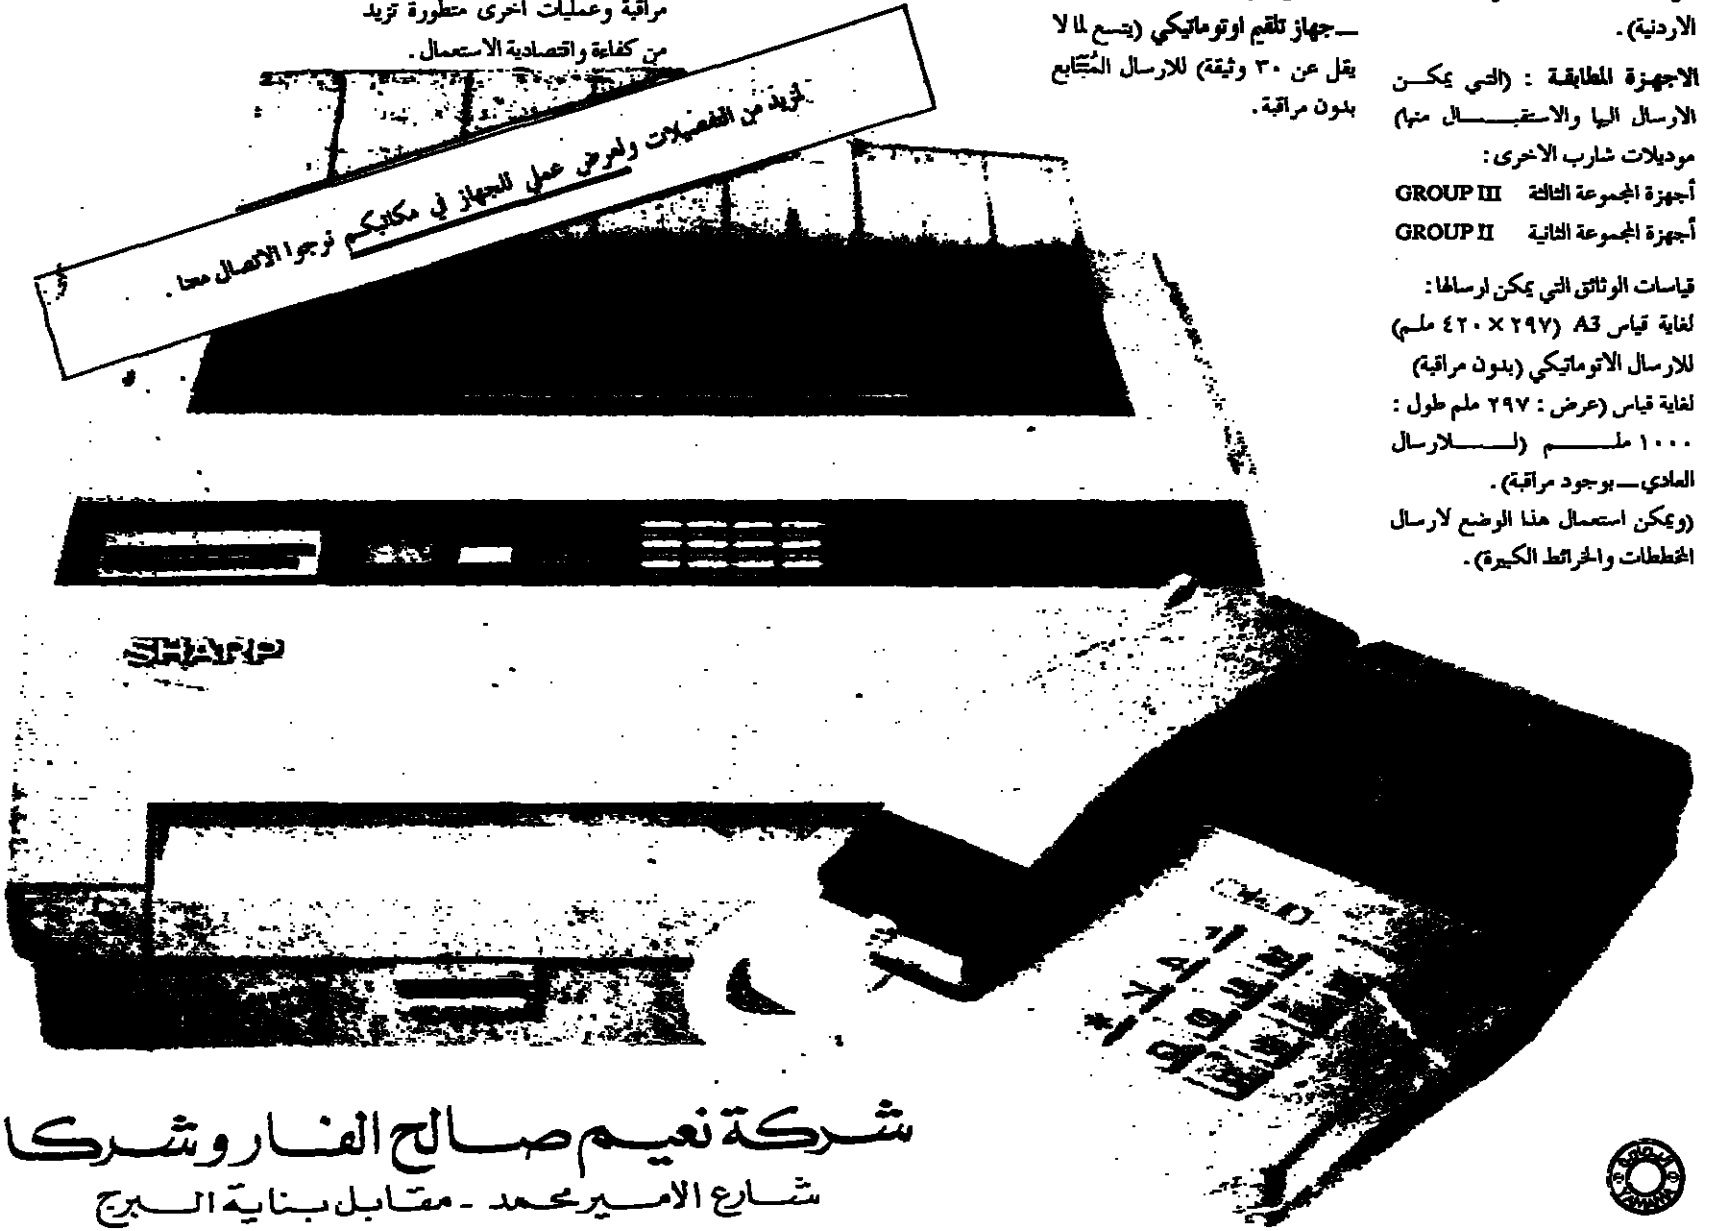 الاردنية).
الاجهزة المطابقة : (التي يمكن
الارسال اليها والاستقبال منها)
موديلات شارب الاخرى :
أجهزة المجموعة الثالثة GROUP III
أجهزة المجموعة الثانية GROUP II
قياسات الوثائق التي يمكن ارسالها :
لغاية قياس A3 (٢٩٧ × ٤٢٠ ملم)
للارسال الاتوماتيكي (بدون مراقبة)
لغاية قياس (عرض : ٢٩٧ ملم طول :
١٠٠٠ ملم (للارسال
العادي — بوجود مراقبة).
(ويمكن استعمال هذا الوضع لارسال
المخططات والخرائط الكبيرة).
— جهاز تلقيم اوتوماتيكي (يتسع لما لا
يقل عن ٣٠ وثيقة) للارسال المتتابع
بدون مراقبة.
مراقبة وعمليات اخرى متطورة تزيد
من كفاءة واقتصادية الاستعمال.
لمزيد من التفصيلات ولعرض عملي للجهاز في مكاتبكم نرجوا الاتصال معنا .
SHARP
شركة نعيم صالح الفار وشركا
شارع الامير محمد - مقابل بناية البرج
اليمامة
YAMAMA